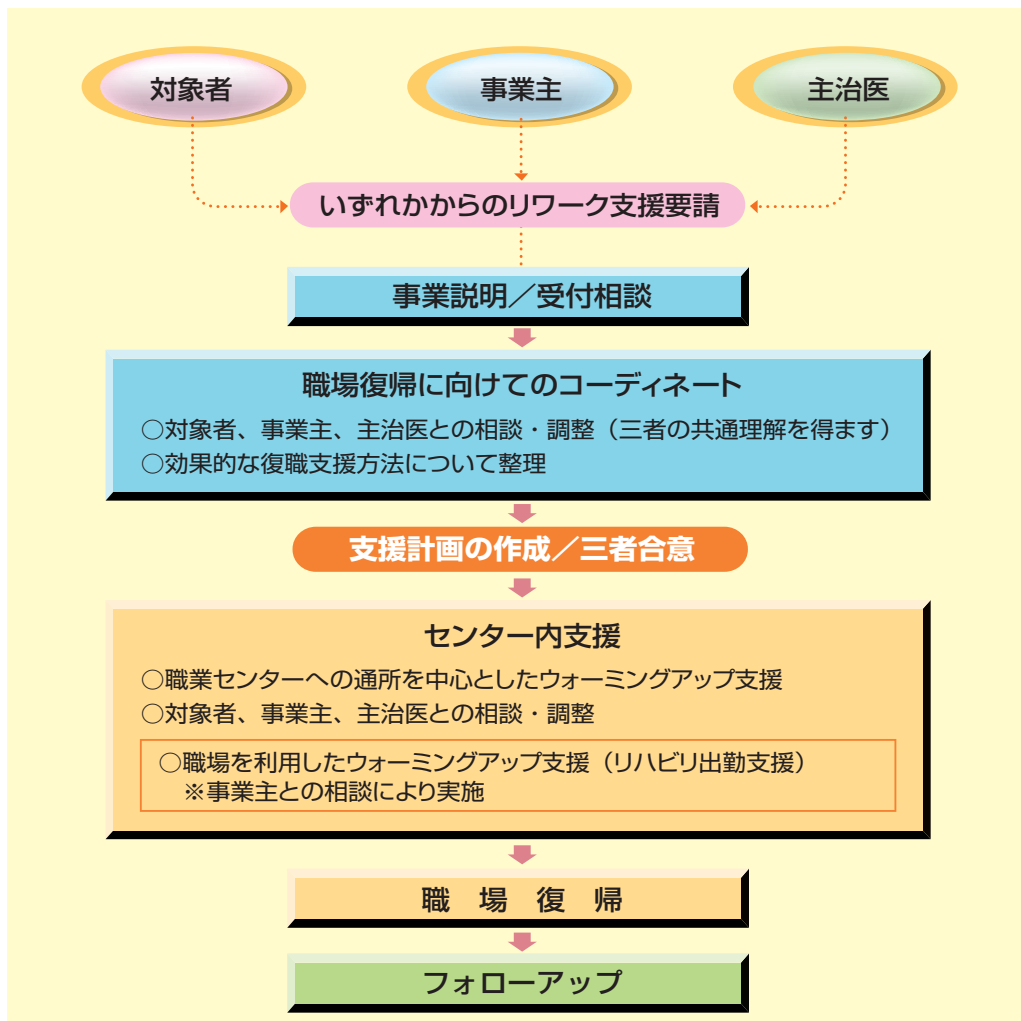 対象者
事業主
主治医
いずれかからのリワーク支援要請
事業説明／受付相談
職場復帰に向けてのコーディネート
○対象者、事業主、主治医との相談・調整（三者の共通理解を得ます）
○効果的な復職支援方法について整理
支援計画の作成／三者合意
センター内支援
○職業センターへの通所を中心としたウォーミングアップ支援
○対象者、事業主、主治医との相談・調整
○職場を利用したウォーミングアップ支援（リハビリ出勤支援）
※事業主との相談により実施
職　場　復　帰
フォローアップ